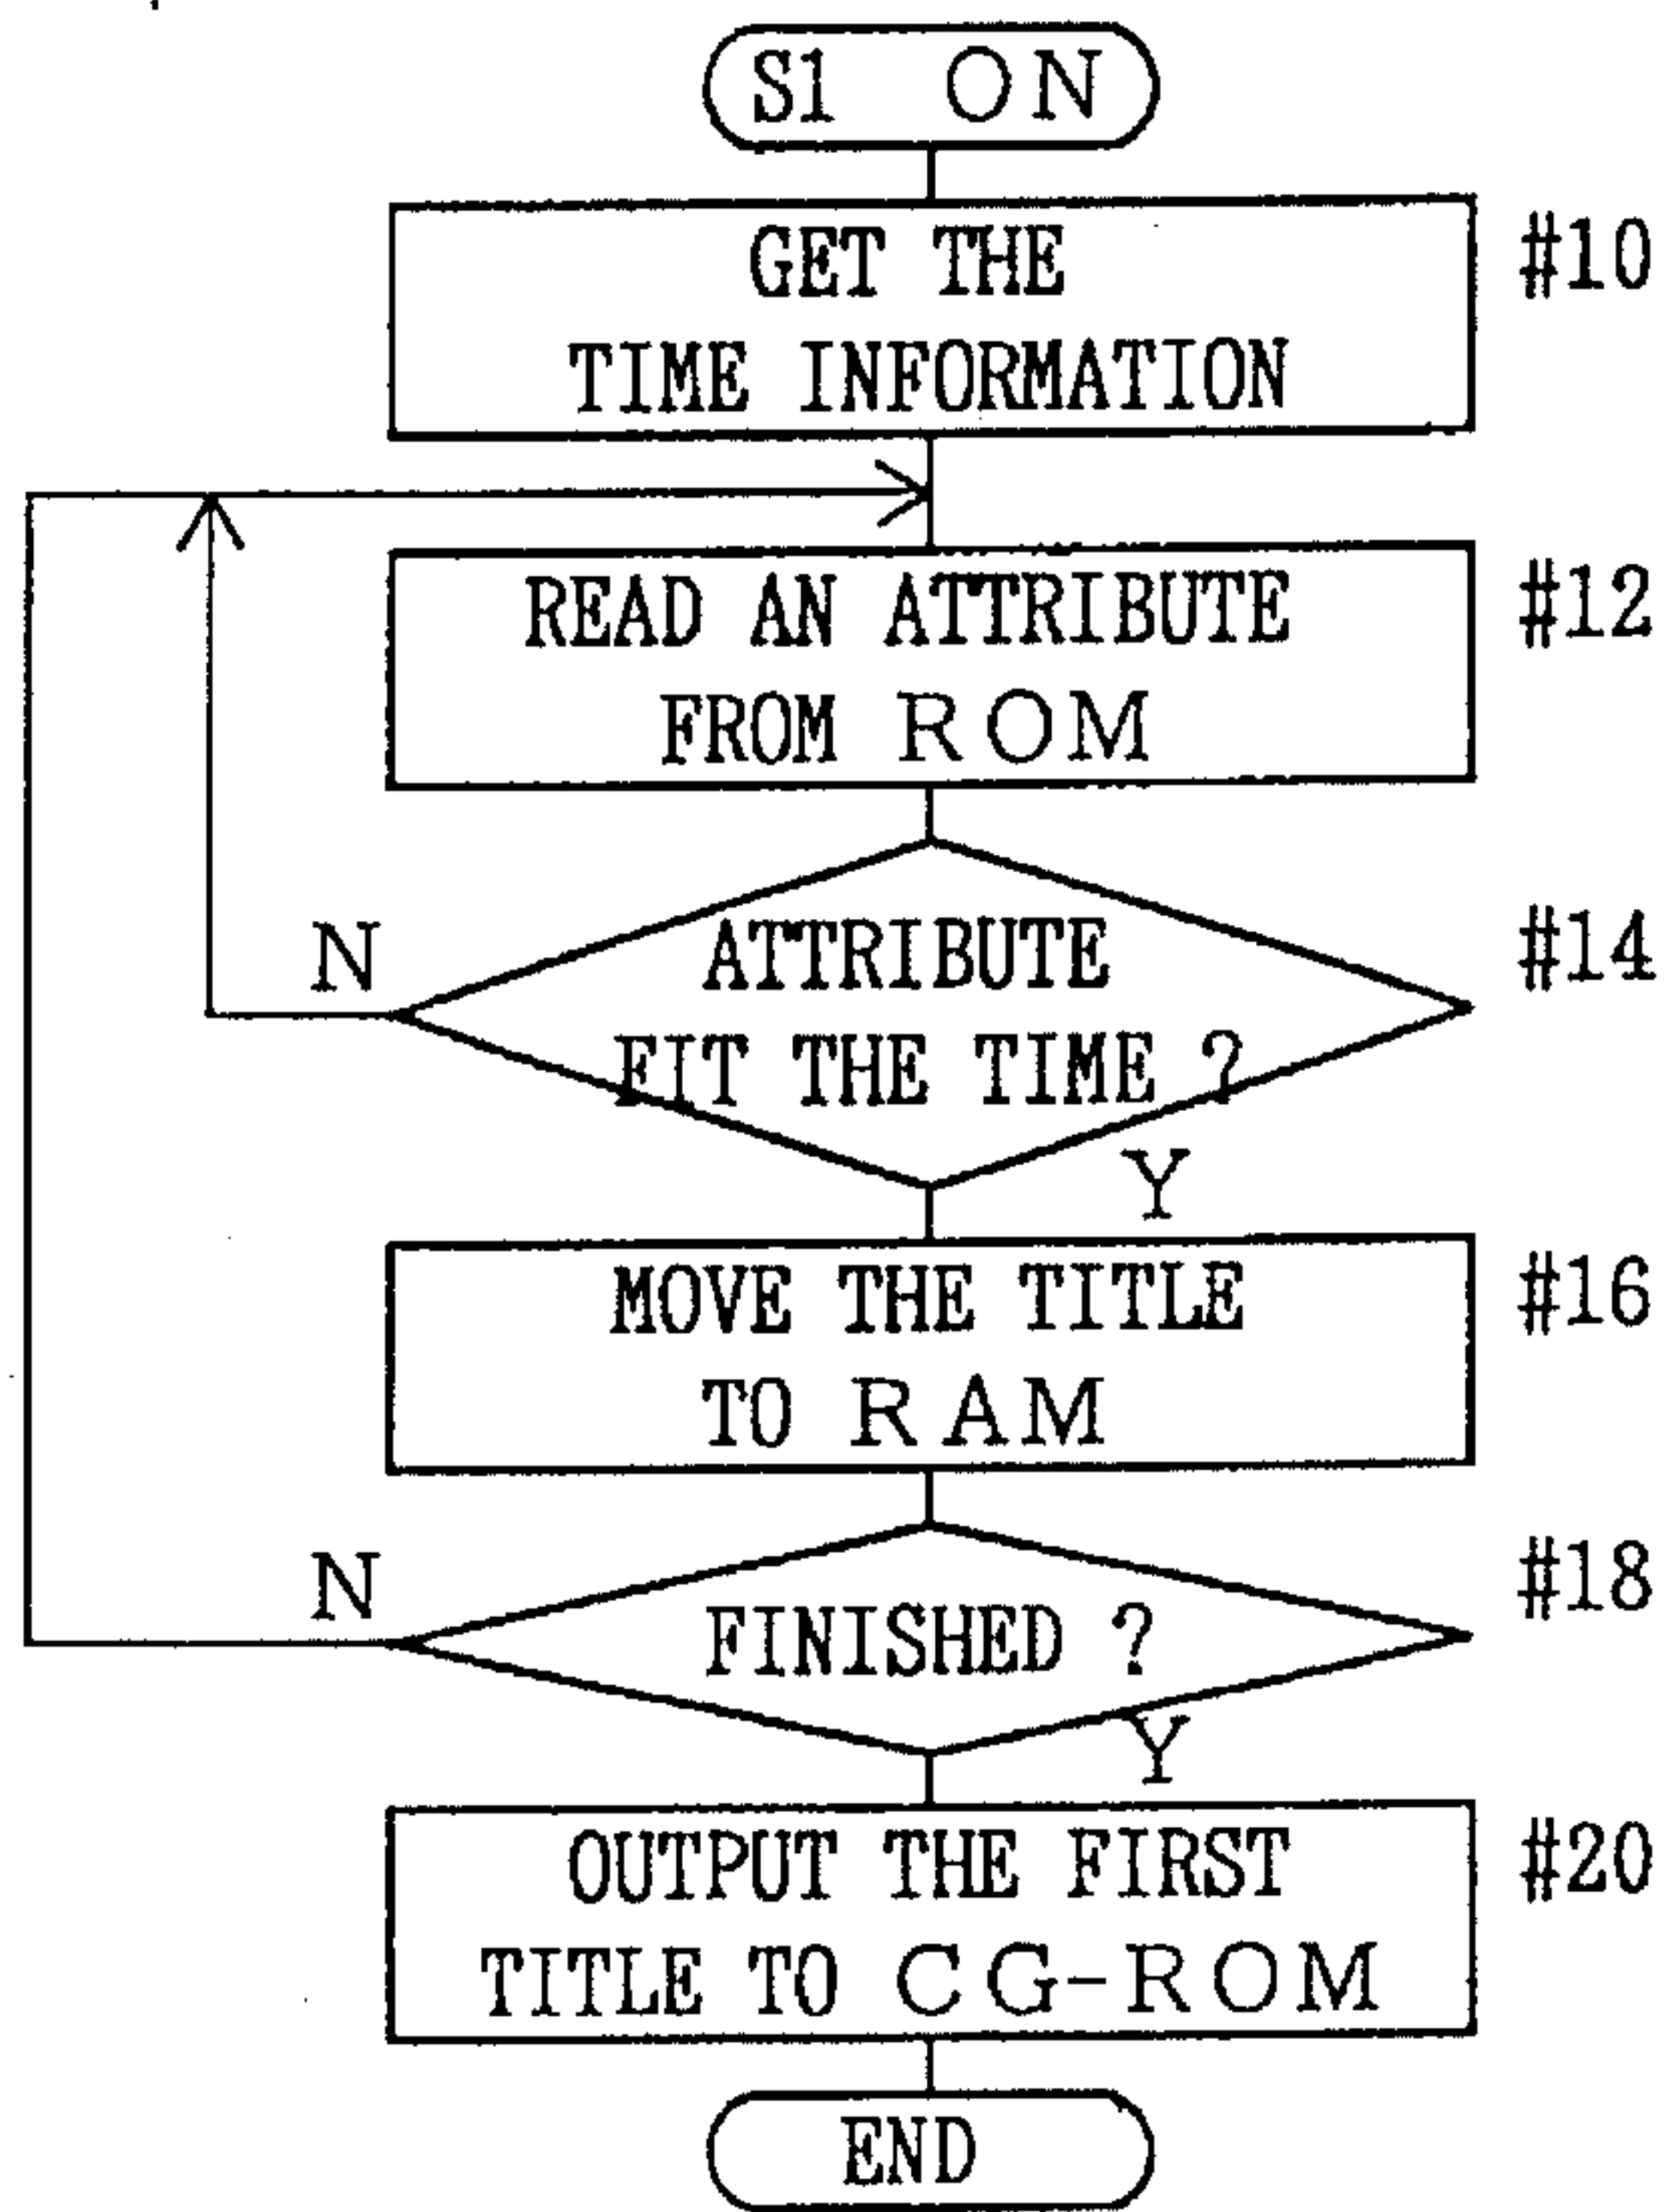 S1 ON
GET THE
TIME INFORMATION
#10
READ AN ATTRIBUTE
FROM ROM
#12
N
ATTRIBUTE
FIT THE TIME ?
#14
Y
MOVE THE TITLE
TO RAM
#16
N
FINISHED ?
#18
Y
OUTPUT THE FIRST
TITLE TO CG-ROM
#20
END